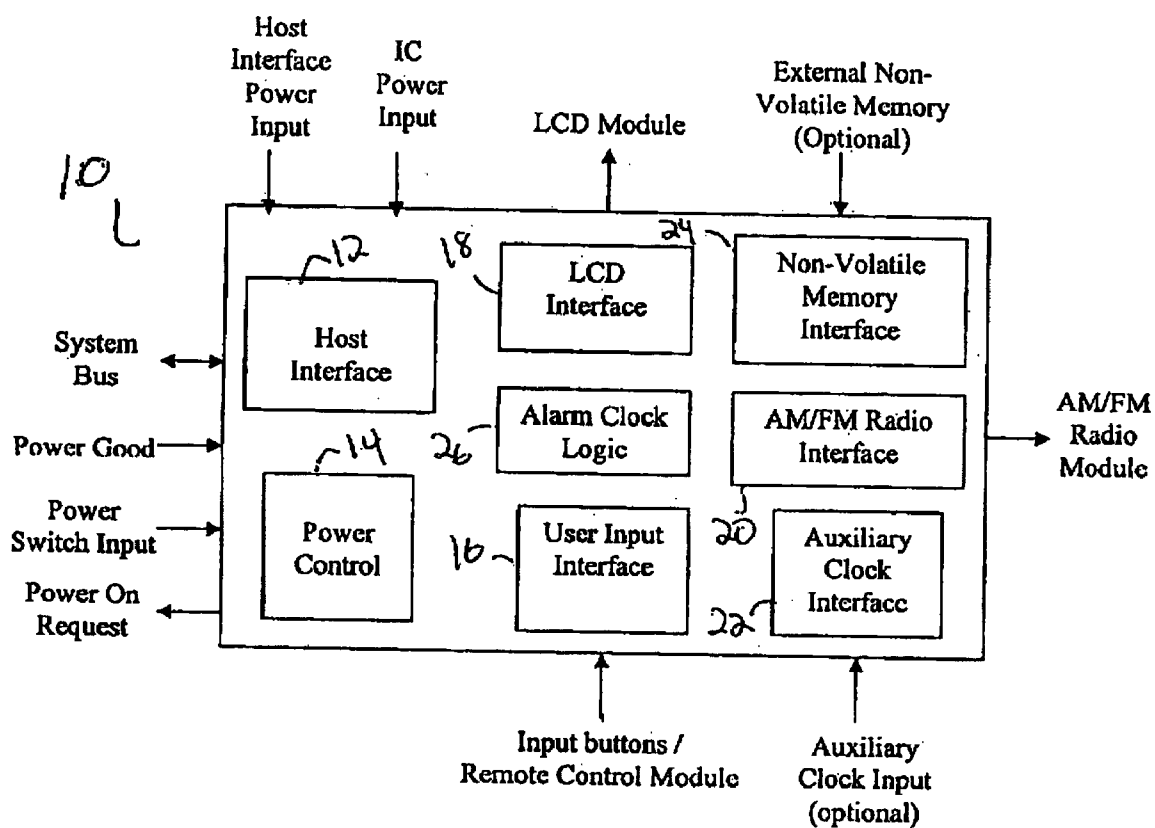 Host
Interface
Power
Input
IC
Power
Input
LCD Module
External Non-
Volatile Memory
(Optional)
10
12
18
24
Host
Interface
LCD
Interface
Non-Volatile
Memory
Interface
System
Bus
Power Good
Power
Switch Input
Power On
Request
14
26
Alarm Clock
Logic
AM/FM Radio
Interface
AM/FM
Radio
Module
Power
Control
16
User Input
Interface
20
Auxiliary
Clock
Interface
22
Input buttons /
Remote Control Module
Auxiliary
Clock Input
(optional)